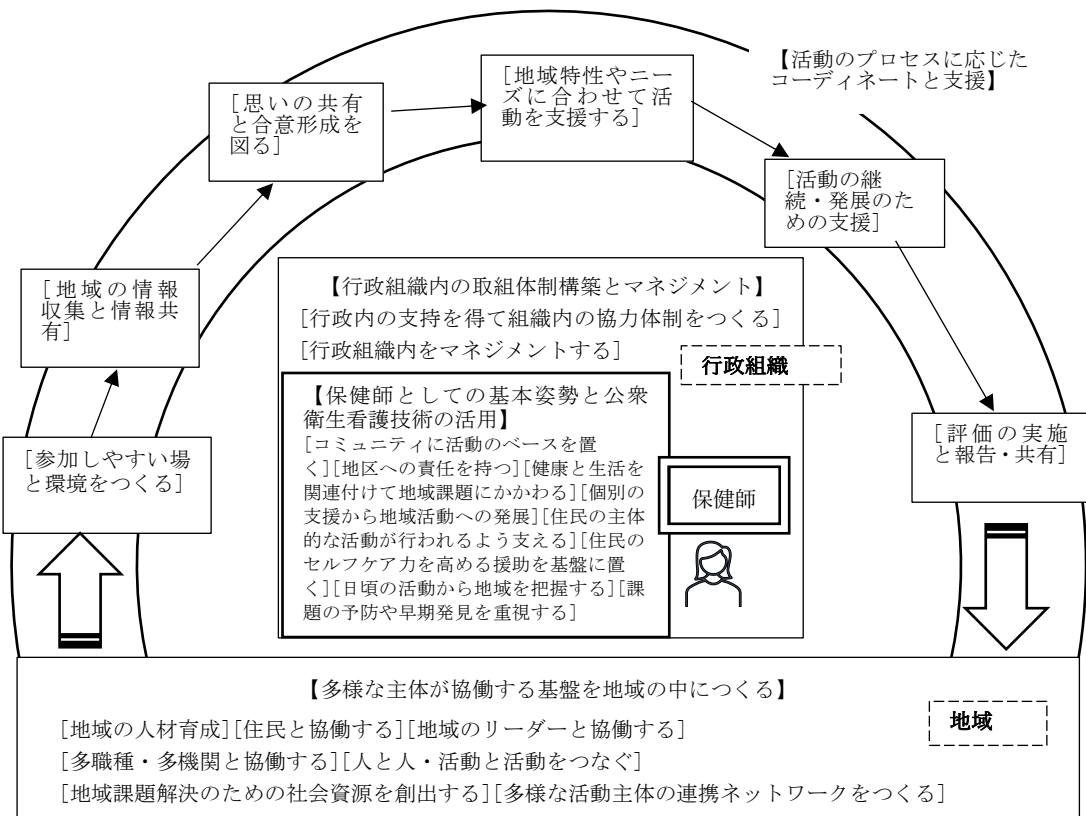 【活動のプロセスに応じた
コーディネートと支援】
[地域特性やニー
ズに合わせて活
動を支援する]
[思いの共有
と合意形成を
図る]
[活動の継
続・発展のた
めの支援]
[地域の情報
収集と情報共
有]
[参加しやすい場
と環境をつくる]
[評価の実施
と報告・共有]
【行政組織内の取組体制構築とマネジメント】
[行政内の支持を得て組織内の協力体制をつくる]
[行政組織内をマネジメントする]
行政組織
【保健師としての基本姿勢と公衆
衛生看護技術の活用】
[コミュニティに活動のベースを置
く][地区への責任を持つ][健康と生活を
関連付けて地域課題にかかわる][個別の
支援から地域活動への発展][住民の主体
的な活動が行われるよう支える][住民の
セルフケア力を高める援助を基盤に置
く][日頃の活動から地域を把握する][課
題の予防や早期発見を重視する]
保健師
【多様な主体が協働する基盤を地域の中につくる】
地域
[地域の人材育成][住民と協働する][地域のリーダーと協働する]
[多職種・多機関と協働する][人と人・活動と活動をつなぐ]
[地域課題解決のための社会資源を創出する][多様な活動主体の連携ネットワークをつくる]